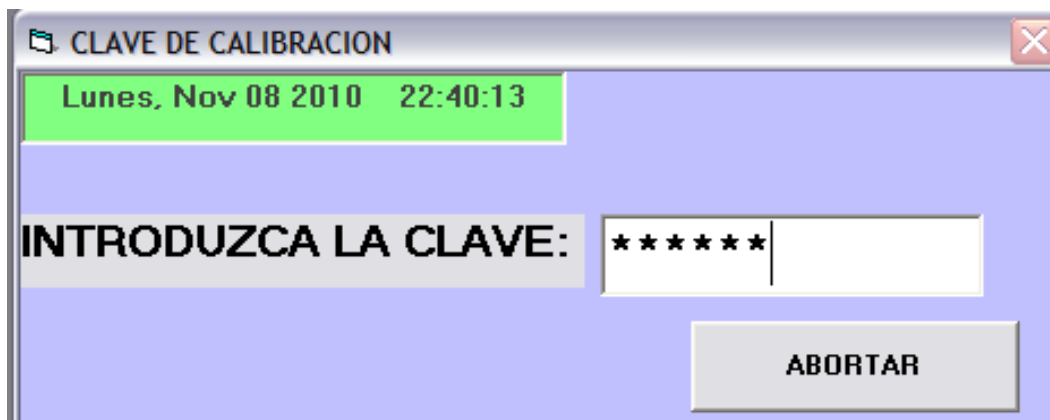 CLAVE DE CALIBRACION
Lunes, Nov 08 2010 22:40:13
INTRODUZCA LA CLAVE: ******
ABORTAR